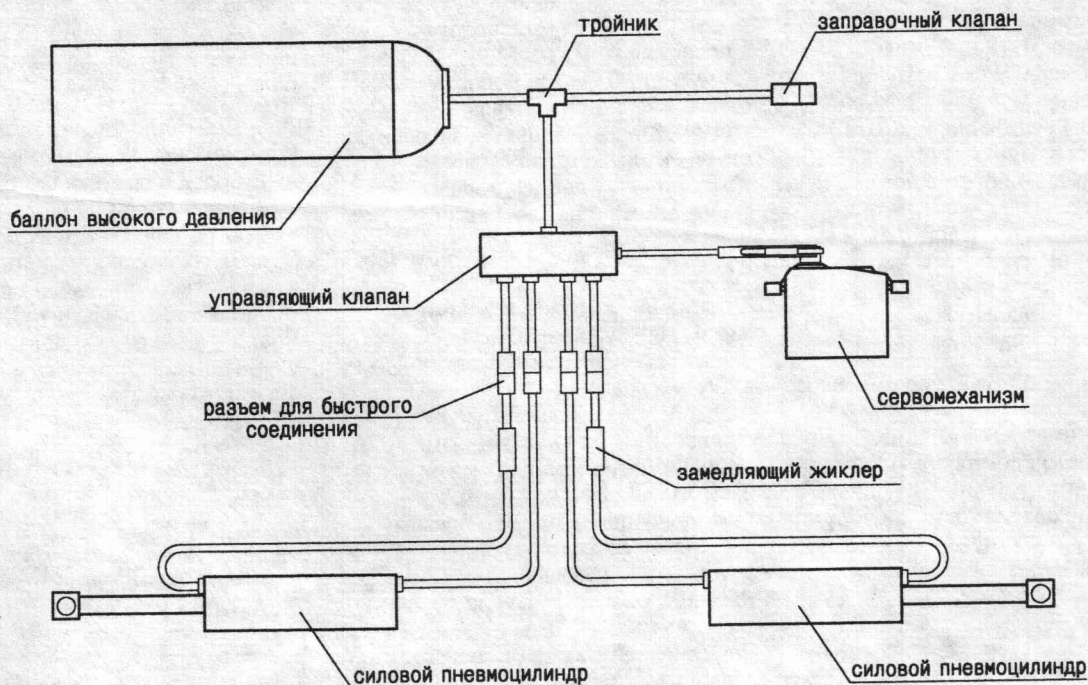 тройник
заправочный клапан
баллон высокого давления
управляющий клапан
разъем для быстрого
соединения
сервомеханизм
замедляющий жиклер
силовой пневмоцилиндр
силовой пневмоцилиндр